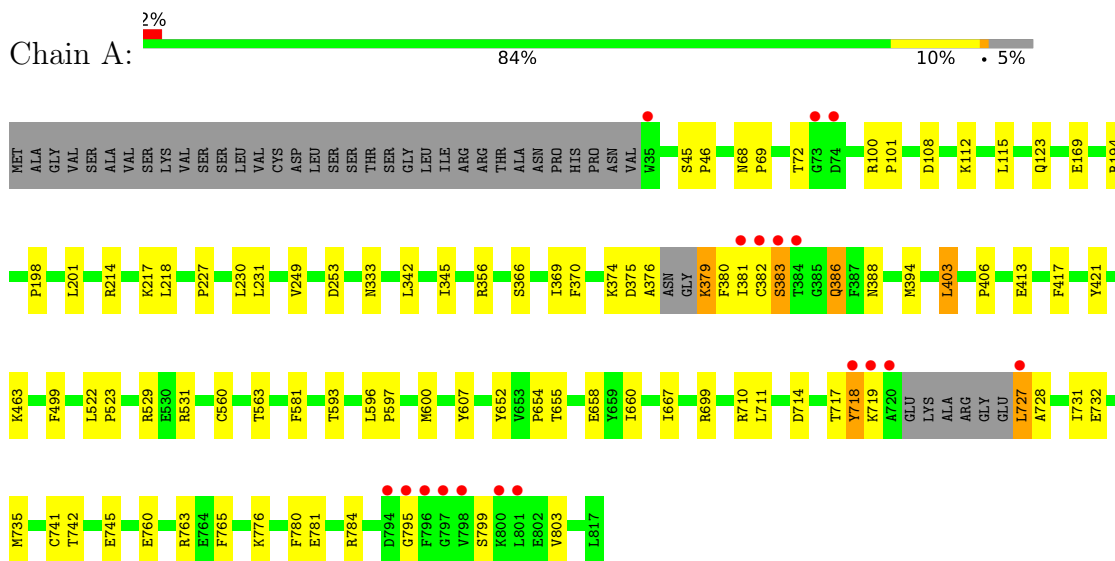 2%
Chain A:
84% 10% • 5%
MET ALA GLY VAL SER ALA VAL SER LYS VAL SER SER LEU VAL CYS ASP LEU SER SER THR SER GLY LEU ILE ARG ARG THR ALA ASN PRO HIS PRO ASN VAL W35 S45 P46 N68 P69 T72 G73 D74 R100 P101 D108 K112 L115 Q123 E169
P198 L201 R214 K217 L218 P227 L230 L231 V249 D253 N333 L342 I345 R356 S366 I369 F370 K374 D375 A376 ASN GLY K379 F380 I381 C382 S383 T384 G385 Q386 F387 N388 M394 L403 P406 E413 F417 Y421
K463 F499 L522 P523 R529 E530 R531 C560 T563 F581 T593 L596 P597 M600 Y607 Y652 V653 P654 T655 E658 Y659 I660 I667 R699 R710 L711 D714 T717 Y718 K719 A720 GLU LYS ALA ARG GLY GLU L727 A728 I731 E732
M735 C741 T742 E745 E760 R763 E764 F765 K776 F780 E781 R784 D794 G795 F796 G797 V798 S799 K800 L801 E802 V803 L817